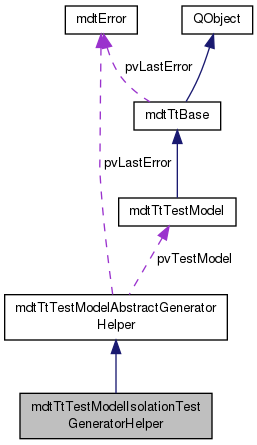 mdtError
QObject
pvLastError
mdtTtBase
pvLastError
mdtTtTestModel
pvTestModel
mdtTtTestModelAbstractGenerator
Helper
mdtTtTestModelIsolationTest
GeneratorHelper